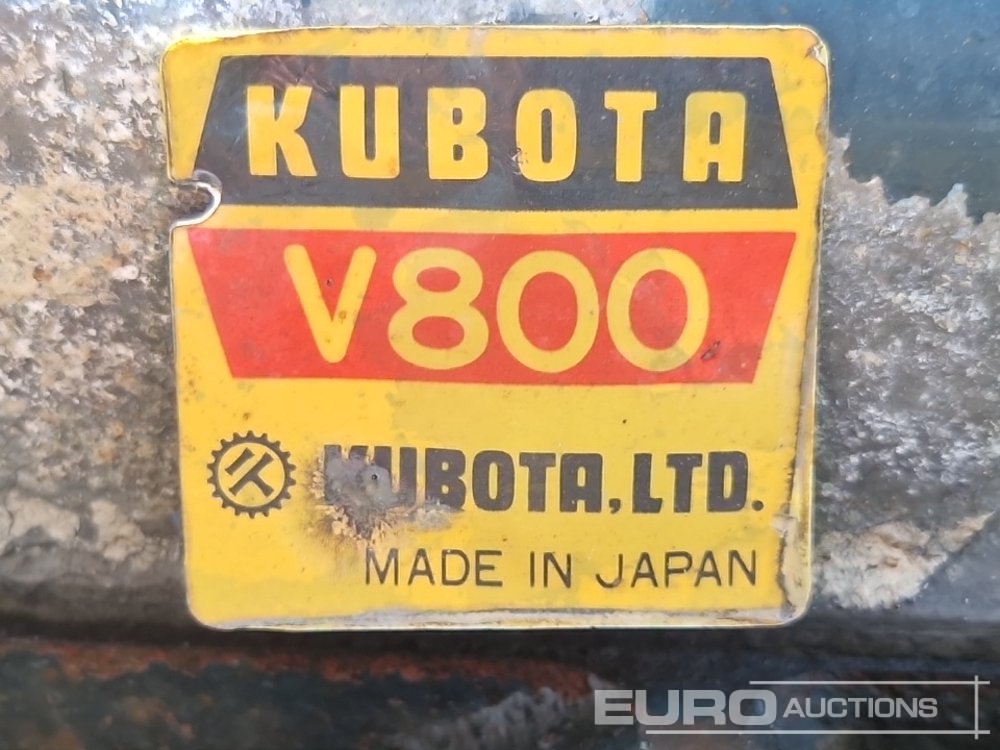 KUBOTA
V800
KUBOTA, LTD.
MADE IN JAPAN
EURO AUCTIONS